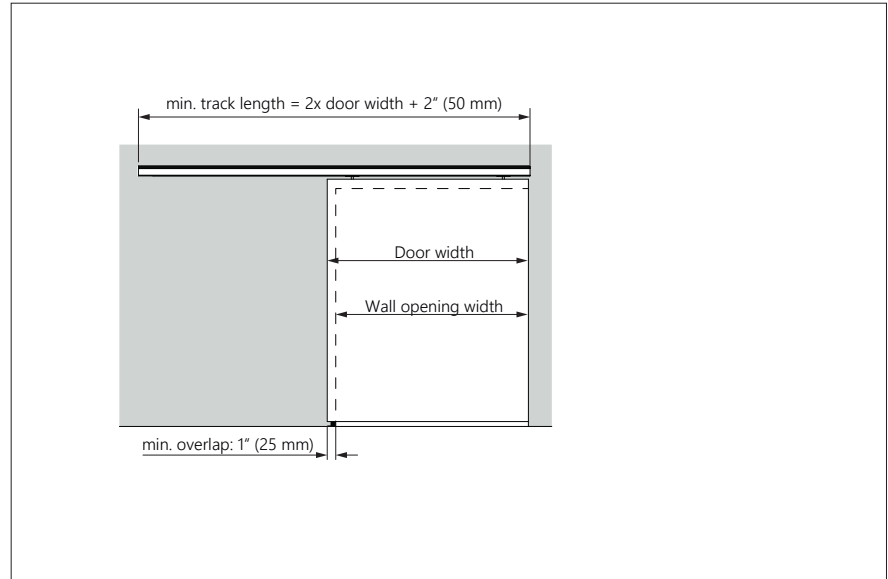 min. track length = 2x door width + 2" (50 mm)
Door width
Wall opening width
min. overlap: 1" (25 mm)